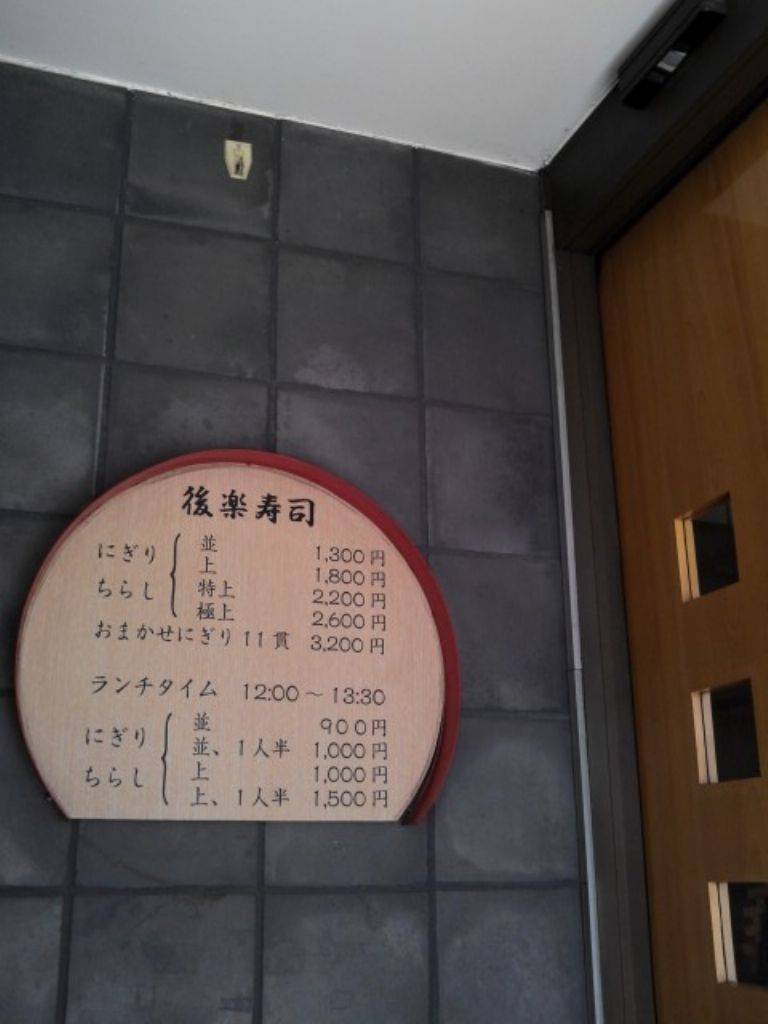 後楽寿司
にぎり ちらし { 並 1,300円
上 1,800円
特上 2,200円
極上 2,600円
おまかせにぎり 11貫 3,200円
ランチタイム 12:00～13:30
にぎり ちらし { 並 900円
並、1人半 1,000円
上 1,000円
上、1人半 1,500円